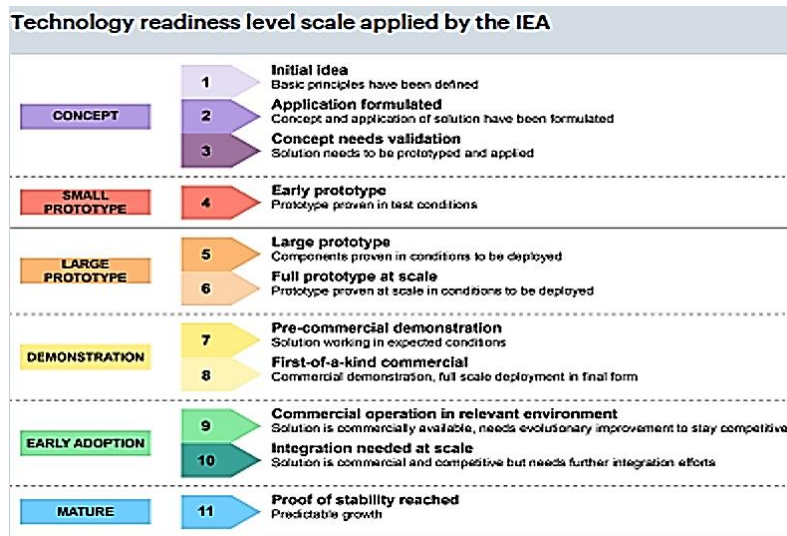 Technology readiness level scale applied by the IEA
CONCEPT
1
Initial idea
Basic principles have been defined
2
Application formulated
Concept and application of solution have been formulated
3
Concept needs validation
Solution needs to be prototyped and applied
SMALL
PROTOTYPE
4
Early prototype
Prototype proven in test conditions
LARGE
PROTOTYPE
5
Large prototype
Components proven in conditions to be deployed
6
Full prototype at scale
Prototype proven at scale in conditions to be deployed
DEMONSTRATION
7
Pre-commercial demonstration
Solution working in expected conditions
8
First-of-a-kind commercial
Commercial demonstration, full scale deployment in final form
EARLY ADOPTION
9
Commercial operation in relevant environment
Solution is commercially available, needs evolutionary improvement to stay competitive
10
Integration needed at scale
Solution is commercial and competitive but needs further integration efforts
MATURE
11
Proof of stability reached
Predictable growth